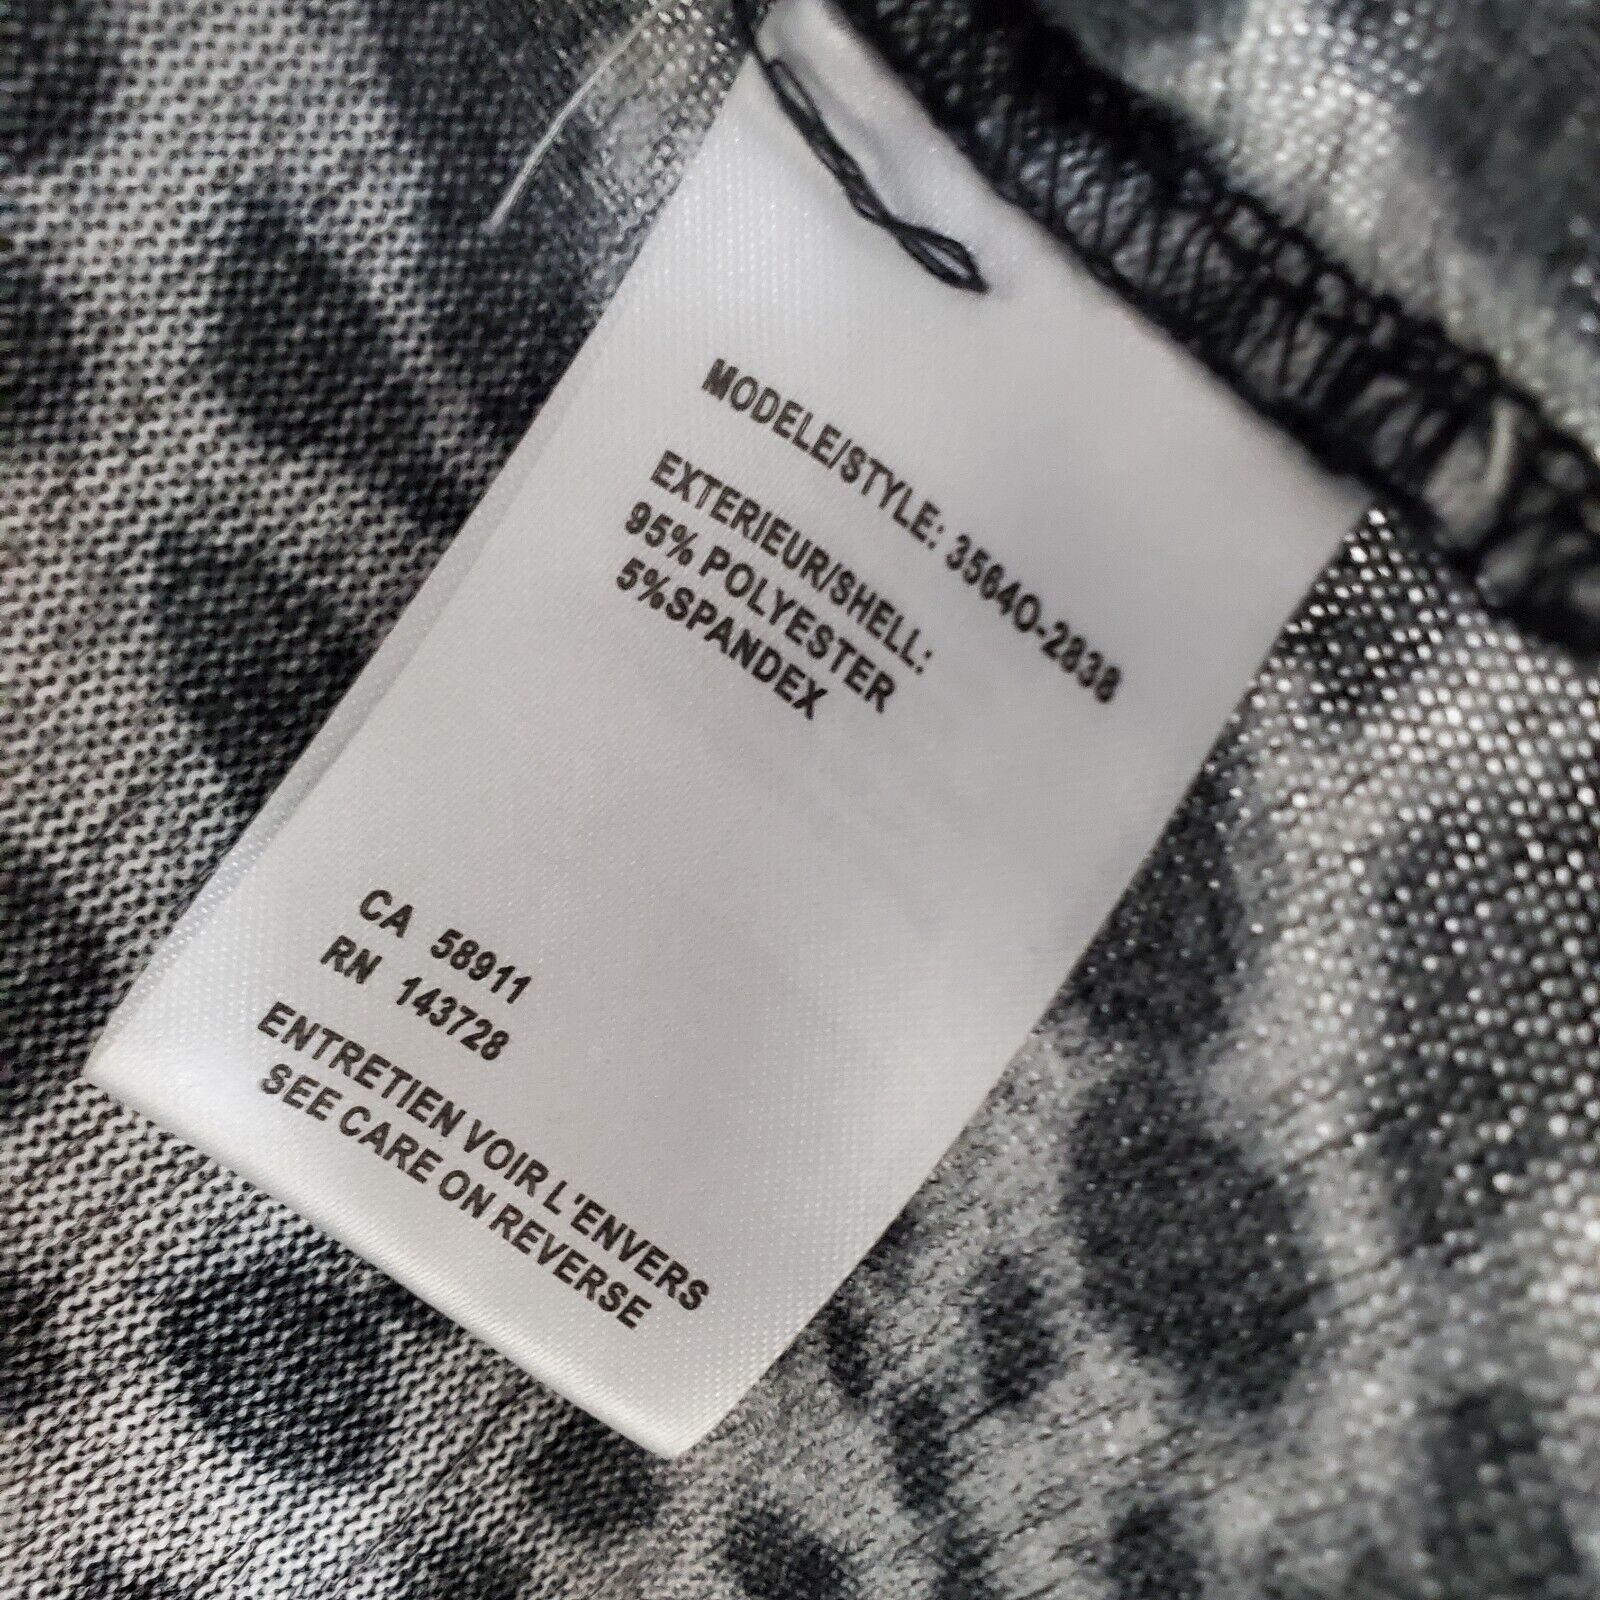 MODELE/STYLE: 3564O-2838
EXTERIEUR/SHELL:
95% POLYESTER
5%SPANDEX
CA 58911
RN 143728
ENTRETIEN VOIR L'ENVERS
SEE CARE ON REVERSE